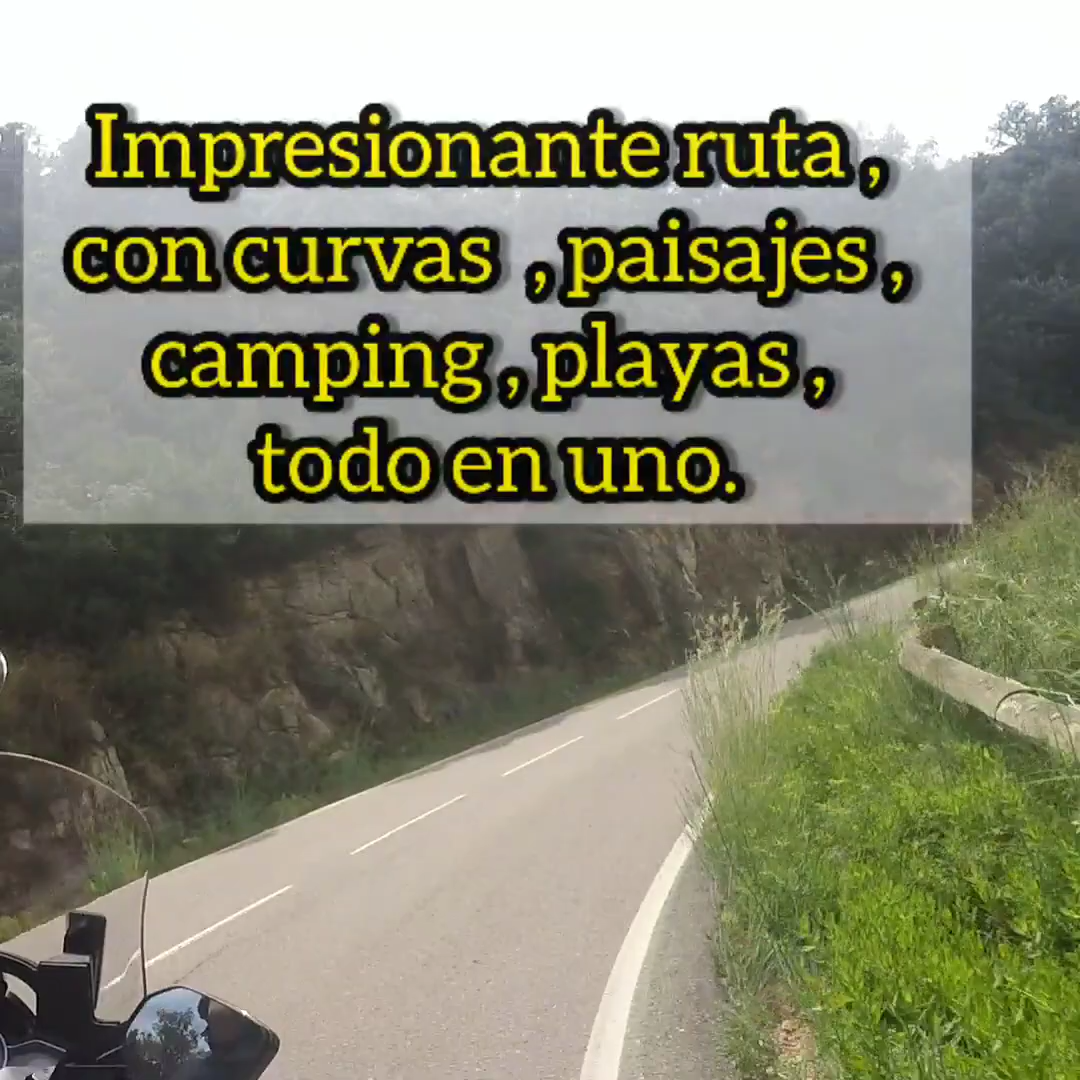 Impresionante ruta ,
con curvas , paisajes ,
camping , playas ,
todo en uno.